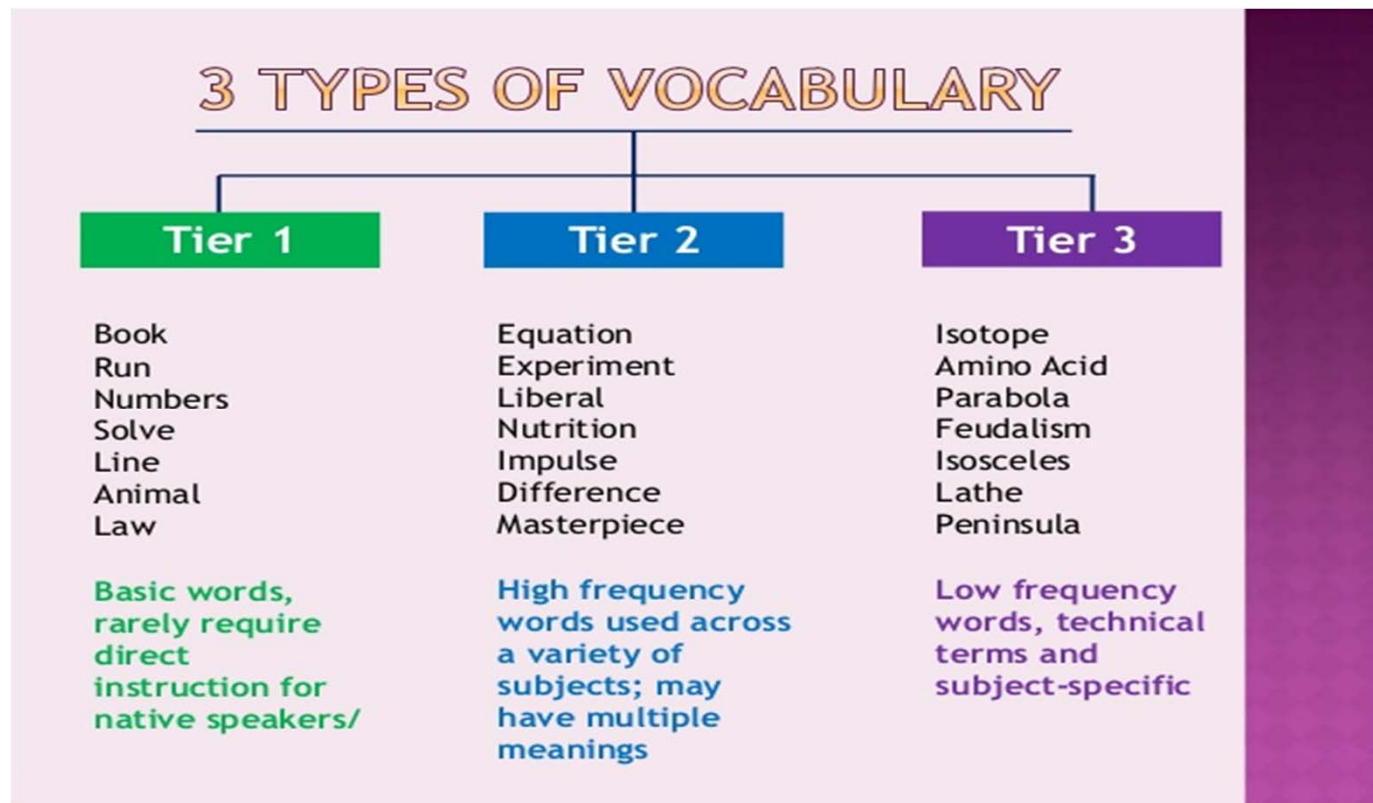 3 TYPES OF VOCABULARY
Tier 1
Book
Run
Numbers
Solve
Line
Animal
Law
Basic words,
rarely require
direct
instruction for
native speakers/
Tier 2
Equation
Experiment
Liberal
Nutrition
Impulse
Difference
Masterpiece
High frequency
words used across
a variety of
subjects; may
have multiple
meanings
Tier 3
Isotope
Amino Acid
Parabola
Feudalism
Isosceles
Lathe
Peninsula
Low frequency
words, technical
terms and
subject-specific